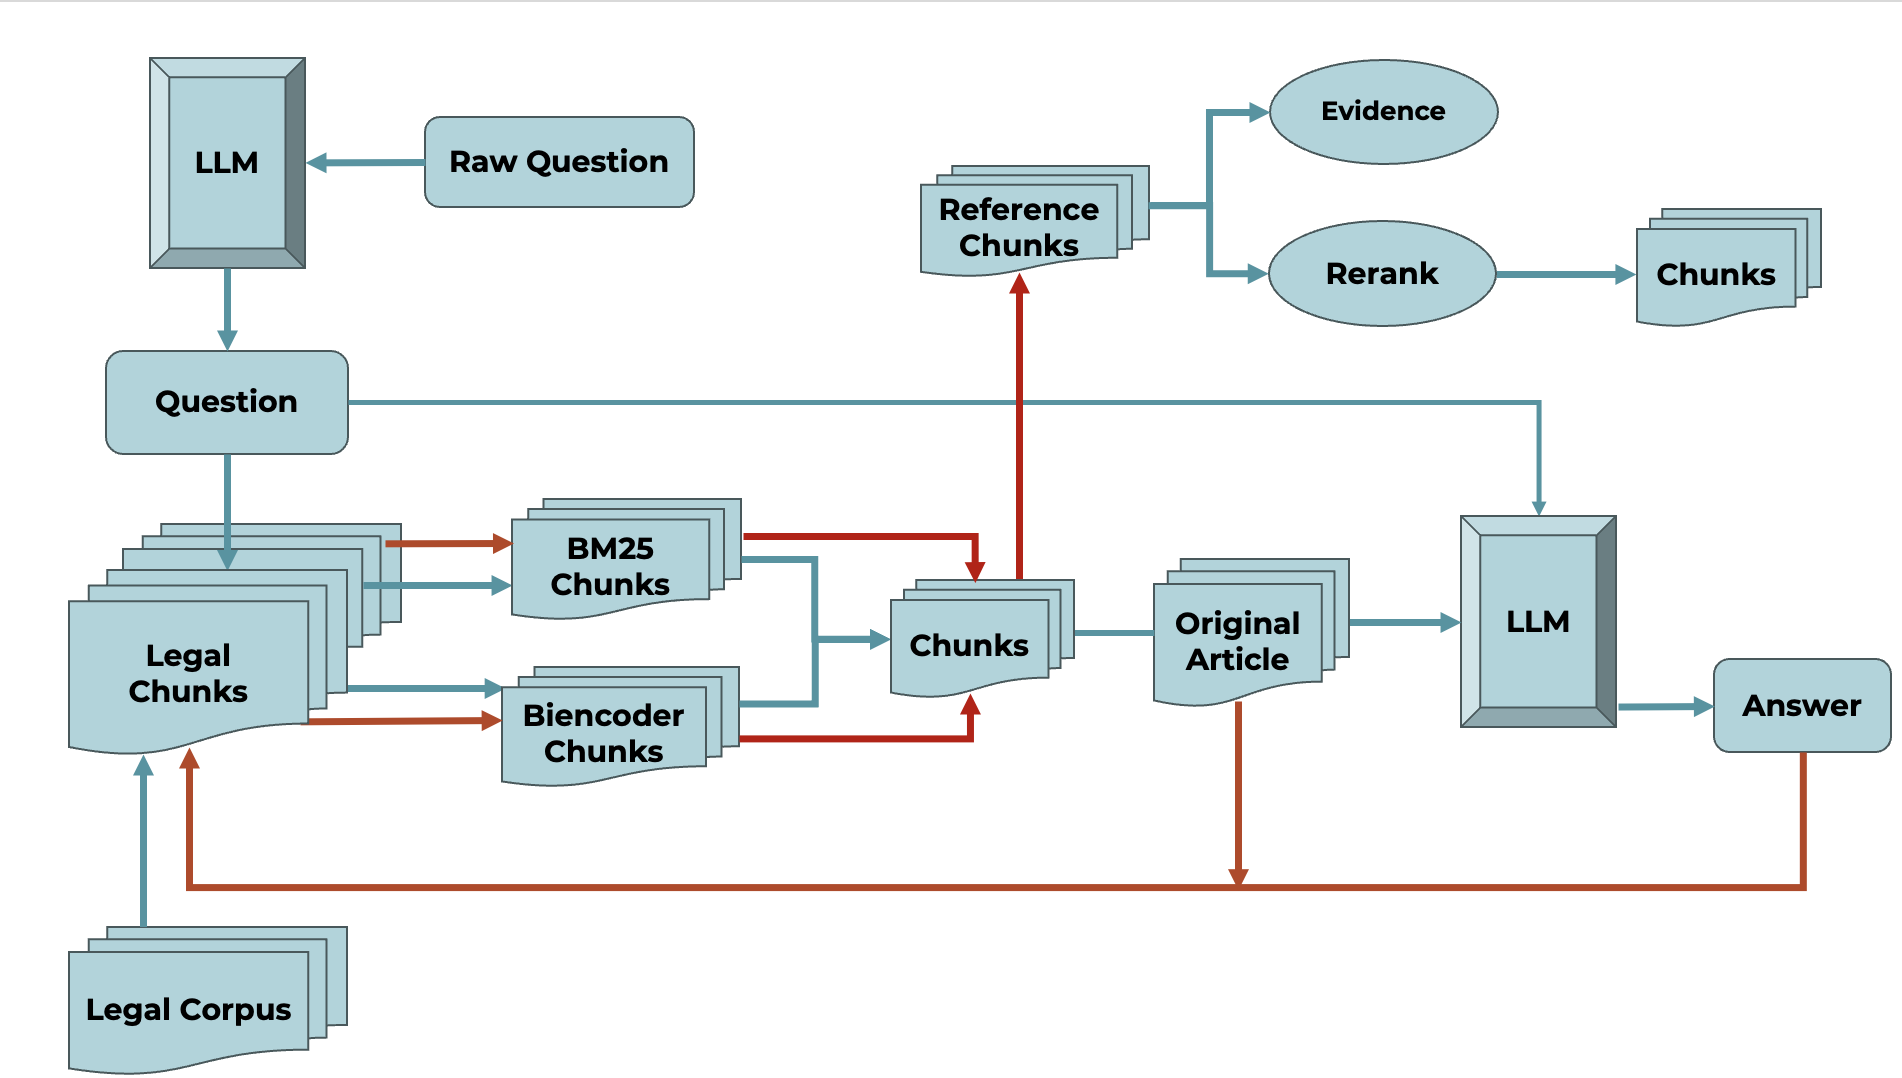 LLM
Raw Question
Evidence
Reference
Chunks
Rerank
Chunks
Question
BM25
Chunks
Legal
Chunks
Biencoder
Chunks
Chunks
Original
Article
LLM
Answer
Legal Corpus